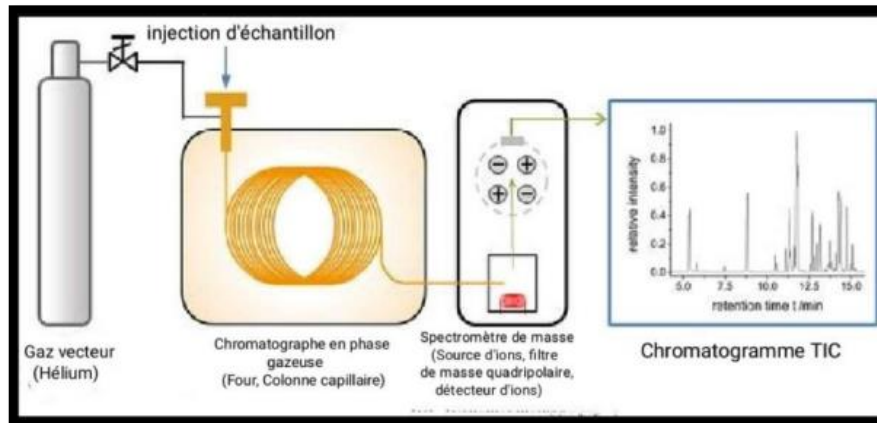 injection d'échantillon
Gaz vecteur
(Hélium)
Chromatographe en phase
gazeuse
(Four, Colonne capillaire)
Spectromètre de masse
(Source d'ions, filtre
de masse quadripolaire,
détecteur d'ions)
relative intensity
1.0
0.8
0.6
0.4
0.2
0.0
5.0 7.5 10.0 12.5 15.0
retention time t /min
Chromatogramme TIC